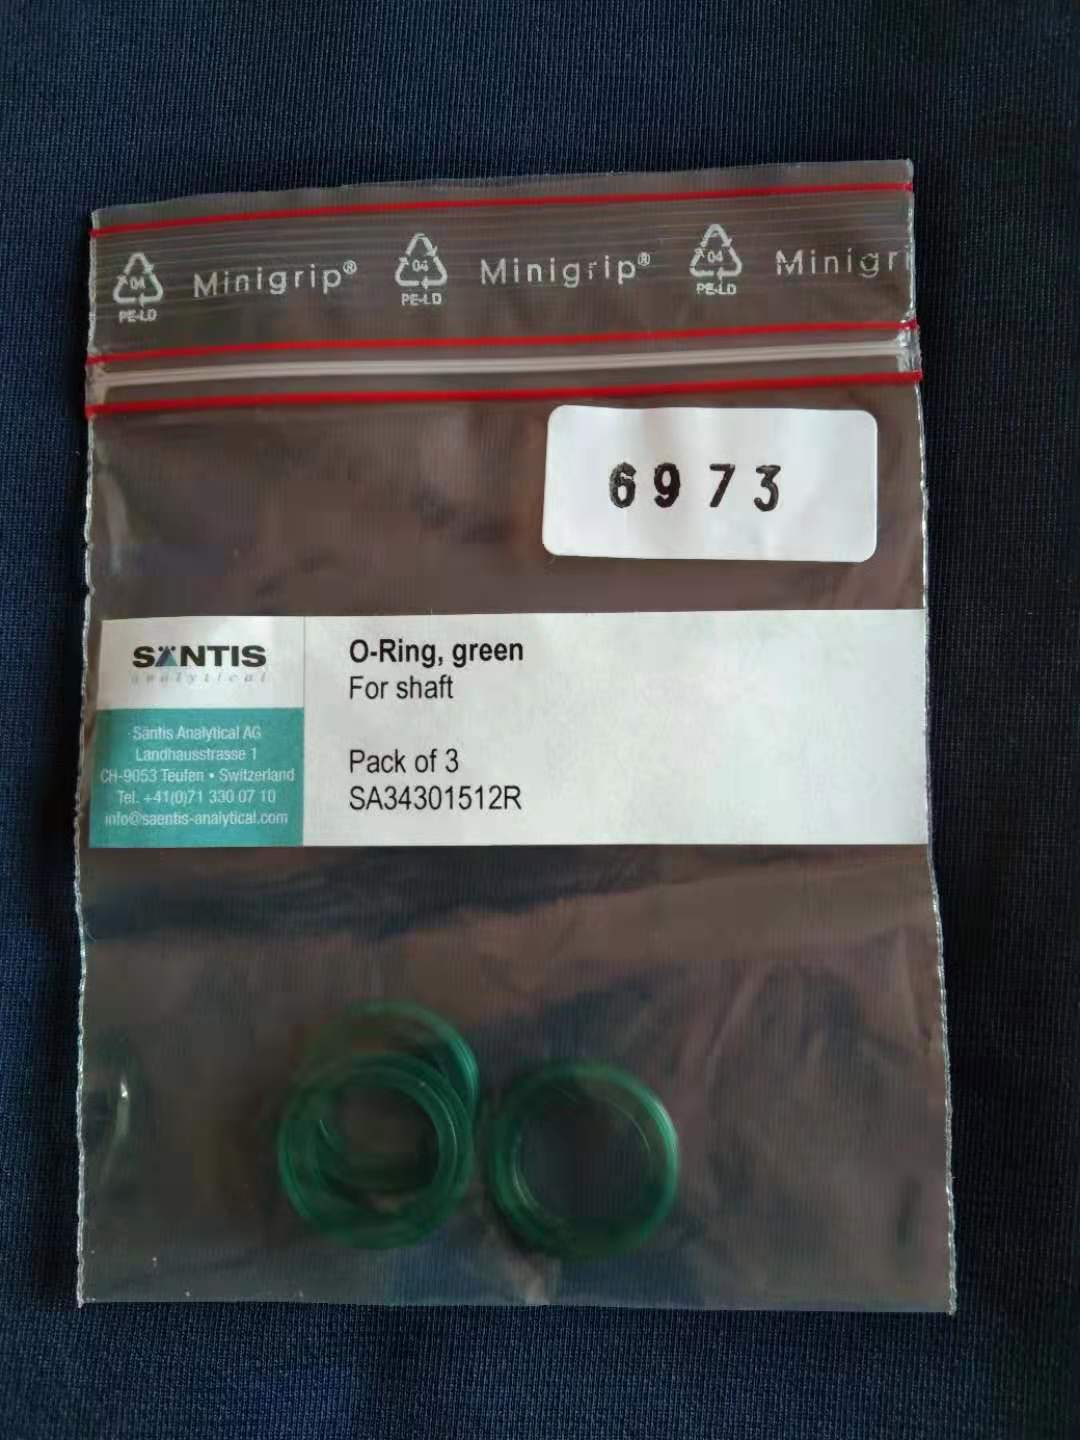 04 Minigrip® 04 Minigrip® 04 Minigri
PE-LD PE-LD PE-LD
6973
SÄNTIS
analytical
Säntis Analytical AG
Landhausstrasse 1
CH-9053 Teufen • Switzerland
Tel. +41(0)71 330 07 10
info@saentis-analytical.com
O-Ring, green
For shaft
Pack of 3
SA34301512R